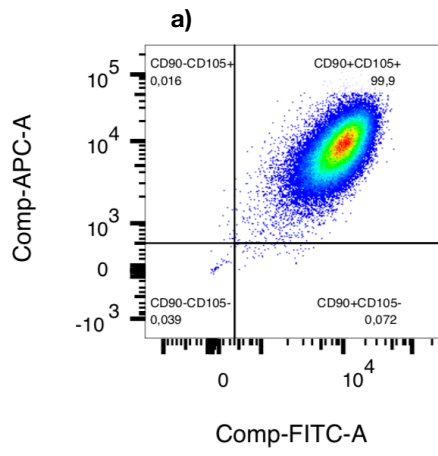 a)
CD90-CD105+
0,016
CD90+CD105+
99,9
10^5
10^4
10^3
0
-10^3
Comp-APC-A
CD90-CD105-
0,039
CD90+CD105-
0,072
0
10^4
Comp-FITC-A